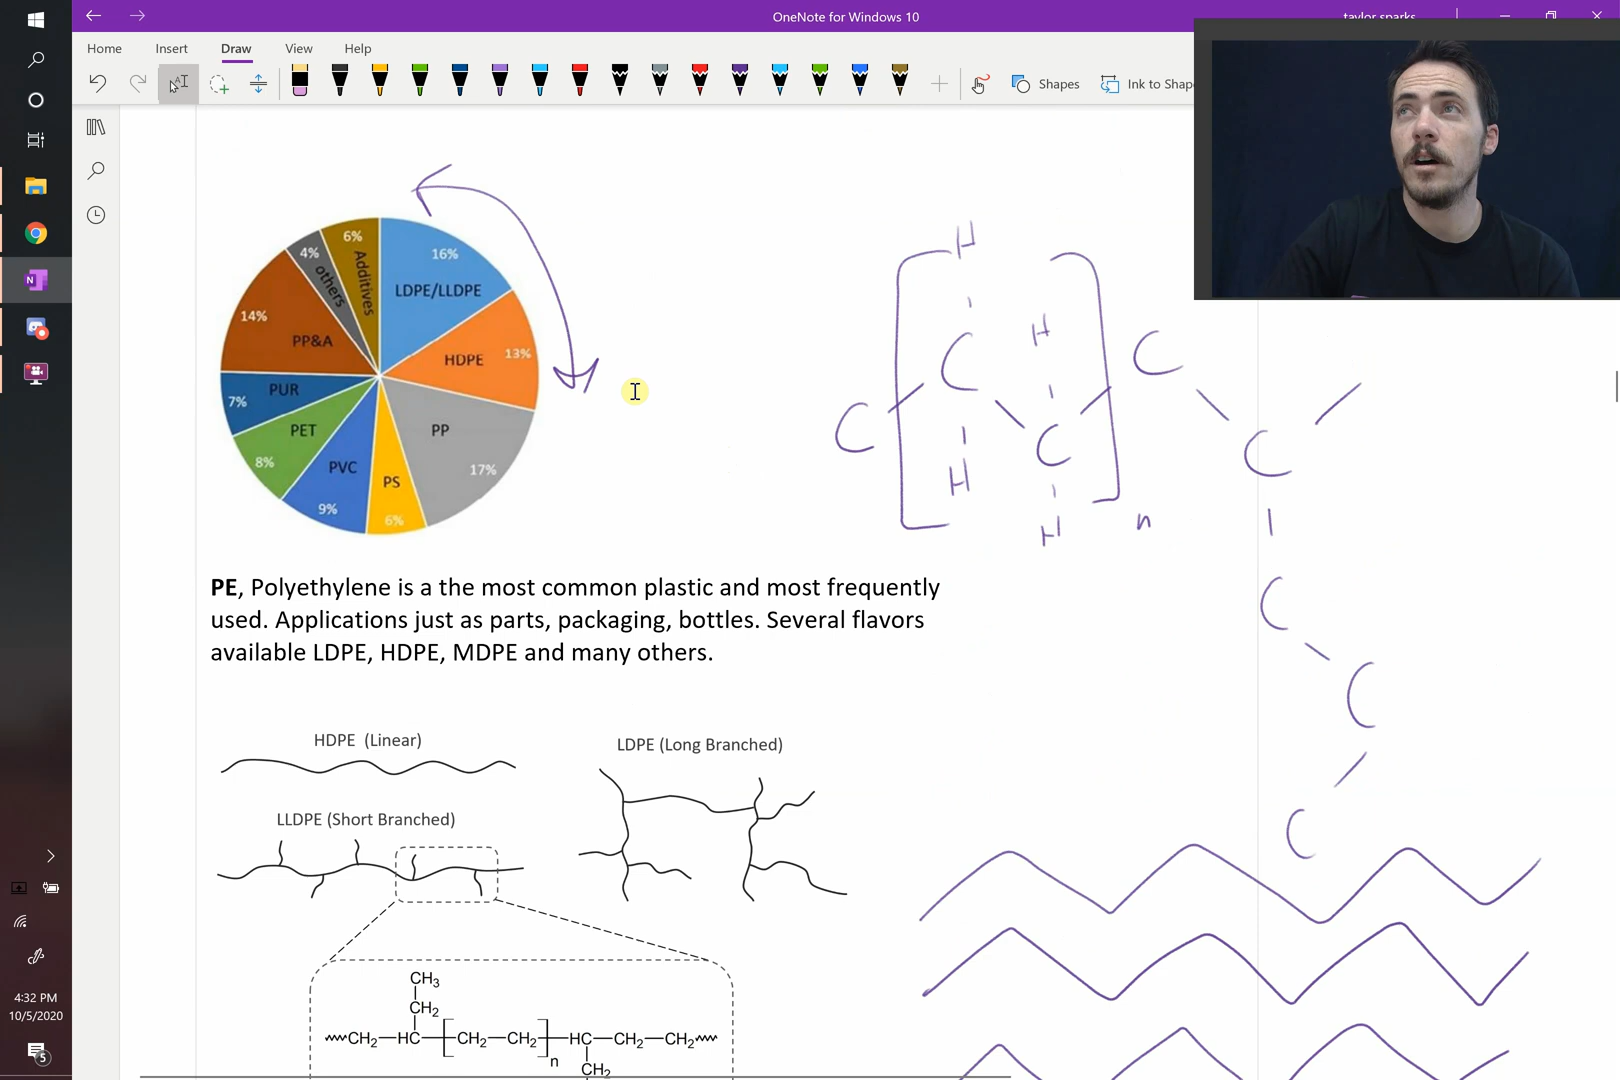 OneNote for Windows 10
taylor sparks
Home Insert Draw View Help
Shapes
Ink to Shap
16%
LDPE/LLDPE
HDPE 13%
PP
17%
PS
6%
PVC
9%
PET
8%
PUR
7%
PP&A
14%
others
4%
Additives
6%
H
C
H
H
C
H
C
C
n
C
C
C
C
PE, Polyethylene is a the most common plastic and most frequently
used. Applications just as parts, packaging, bottles. Several flavors
available LDPE, HDPE, MDPE and many others.
HDPE (Linear)
LDPE (Long Branched)
LLDPE (Short Branched)
CH3
CH2
CH2—HC—[CH2—CH2]n—HC—CH2—CH2
CH2
4:32 PM
10/5/2020
5